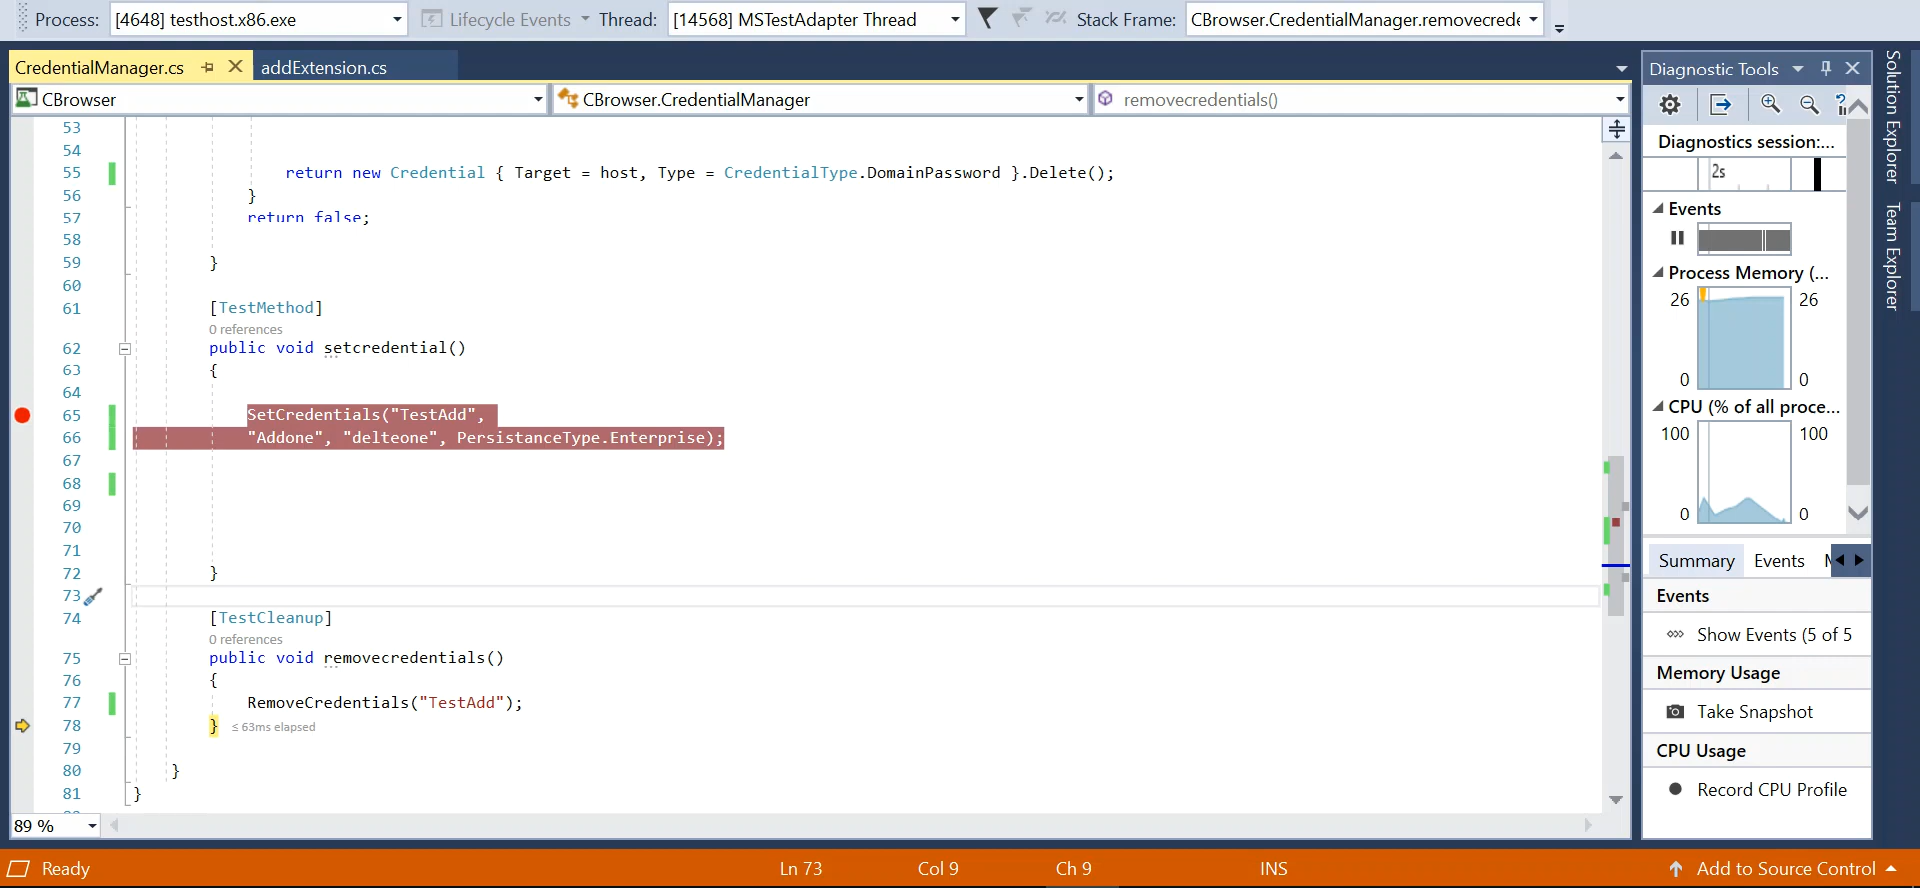 Process: [4648] testhost.x86.exe Lifecycle Events Thread: [14568] MSTestAdapter Thread Stack Frame: CBrowser.CredentialManager.removecrede
CredentialManager.cs addExtension.cs
CBrowser CBrowser.CredentialManager removecredentials()
53
54
55 return new Credential { Target = host, Type = CredentialType.DomainPassword }.Delete();
56 }
57 return false;
58
59 }
60
61 [TestMethod]
0 references
62 public void setcredential()
63 {
64
65 SetCredentials("TestAdd",
66 "Addone", "delteone", PersistanceType.Enterprise);
67
68
69
70
71
72 }
73
74 [TestCleanup]
0 references
75 public void removecredentials()
76 {
77 RemoveCredentials("TestAdd");
78 } ≤ 63ms elapsed
79
80 }
81 }
89 %
Diagnostic Tools
Diagnostics session:...
2s
Events
Process Memory (...
26 26
0 0
CPU (% of all proce...
100 100
0 0
Summary Events
Events
Show Events (5 of 5
Memory Usage
Take Snapshot
CPU Usage
Record CPU Profile
Solution Explorer
Team Explorer
Ready Ln 73 Col 9 Ch 9 INS Add to Source Control